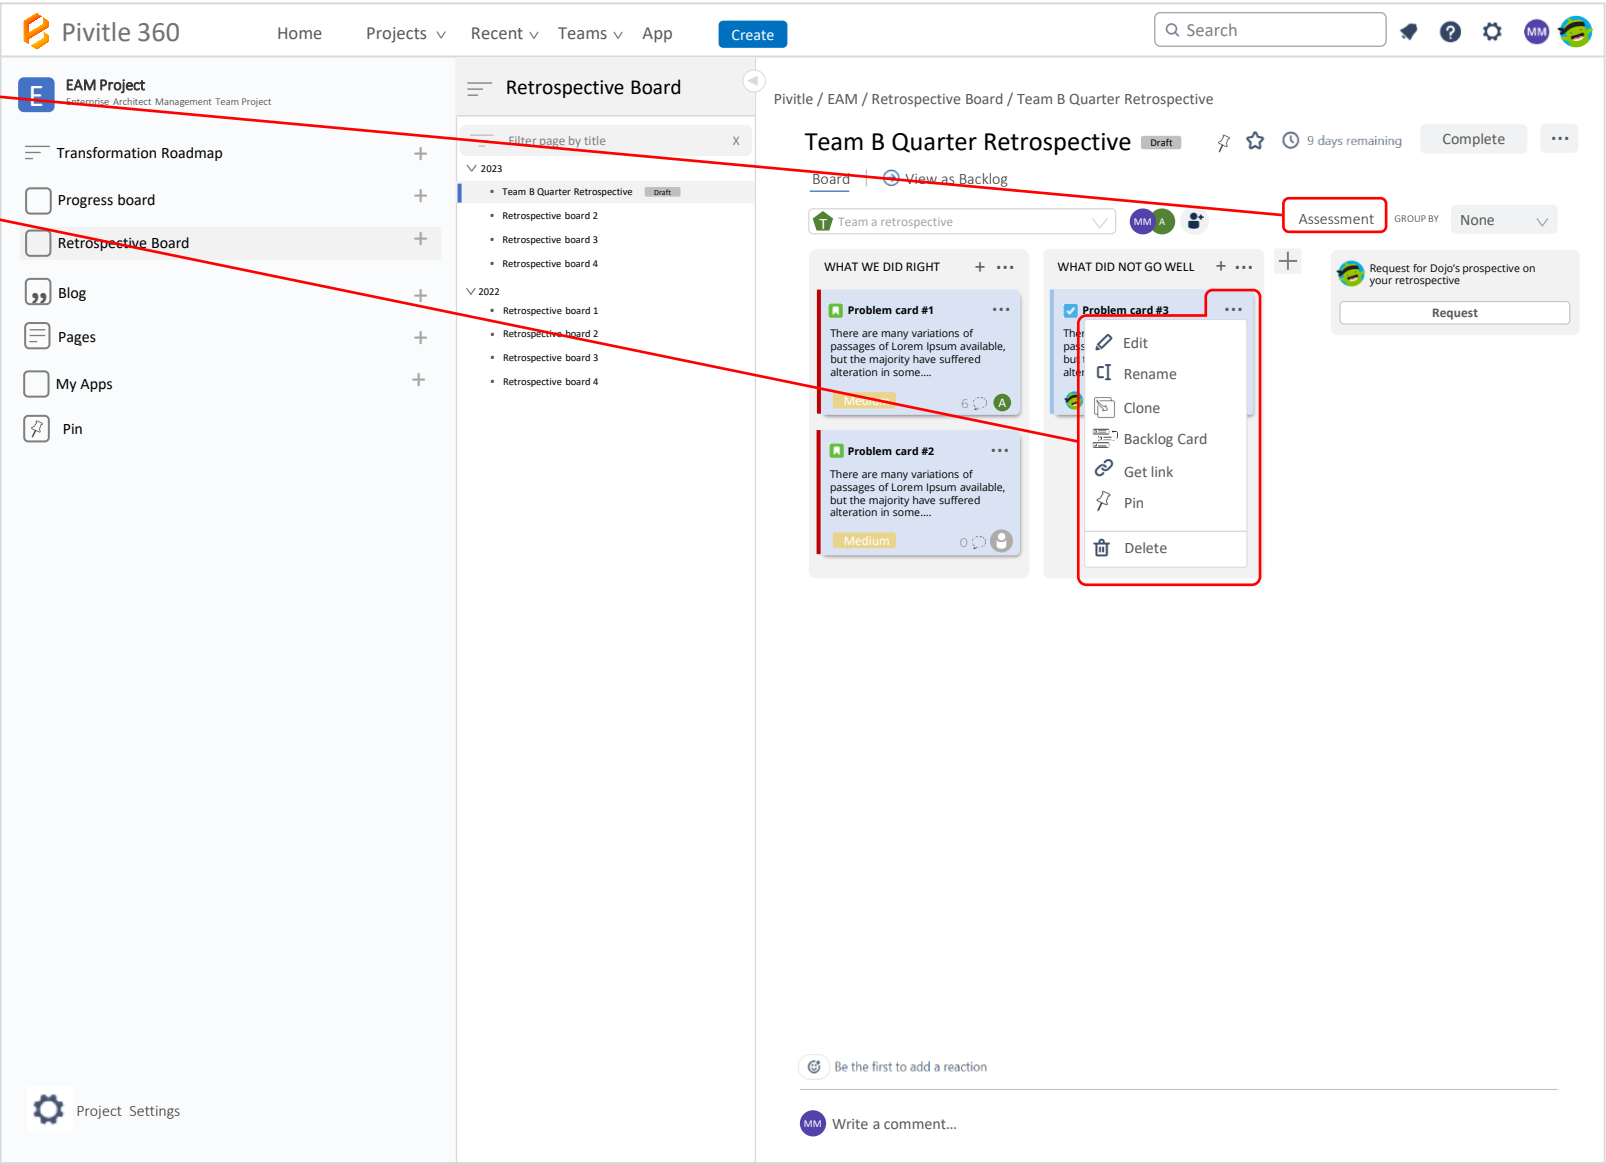 Pivitle 360
Home
Projects
Recent
Teams
App
Create
Search
MM
E
EAM Project
Enterprise Architect Management Team Project
Transformation Roadmap
Progress board
Retrospective Board
Blog
Pages
My Apps
Pin
Project Settings
Retrospective Board
Filter page by title
X
2023
Team B Quarter Retrospective Draft
Retrospective board 2
Retrospective board 3
Retrospective board 4
2022
Retrospective board 1
Retrospective board 2
Retrospective board 3
Retrospective board 4
Pivitle / EAM / Retrospective Board / Team B Quarter Retrospective
Team B Quarter Retrospective Draft
9 days remaining
Complete
Board
View as Backlog
T Team a retrospective
MM A
Assessment
GROUP BY
None
WHAT WE DID RIGHT
Problem card #1
There are many variations of
passages of Lorem Ipsum available,
but the majority have suffered
alteration in some....
Medium
6
A
Problem card #2
There are many variations of
passages of Lorem Ipsum available,
but the majority have suffered
alteration in some....
Medium
0
WHAT DID NOT GO WELL
Problem card #3
Edit
Rename
Clone
Backlog Card
Get link
Pin
Delete
Request for Dojo's prospective on
your retrospective
Request
Be the first to add a reaction
MM
Write a comment...